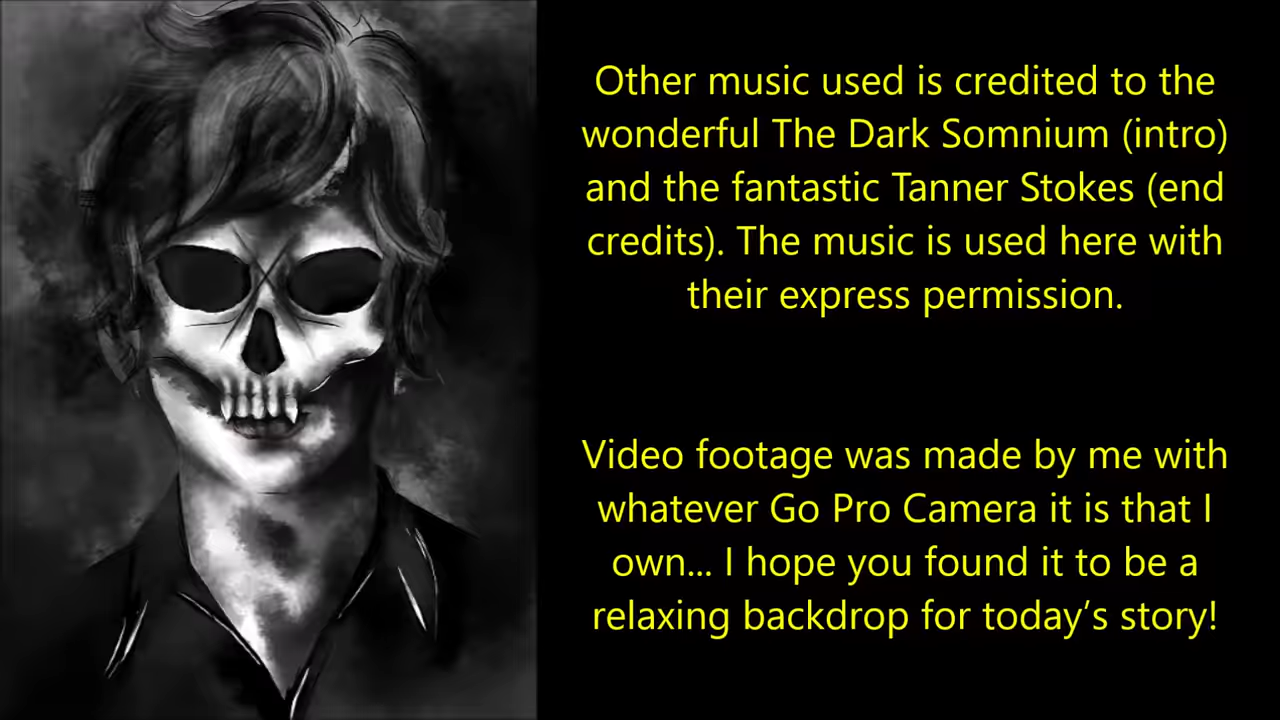 Other music used is credited to the
wonderful The Dark Somnium (intro)
and the fantastic Tanner Stokes (end
credits). The music is used here with
their express permission.
Video footage was made by me with
whatever Go Pro Camera it is that I
own... I hope you found it to be a
relaxing backdrop for today’s story!